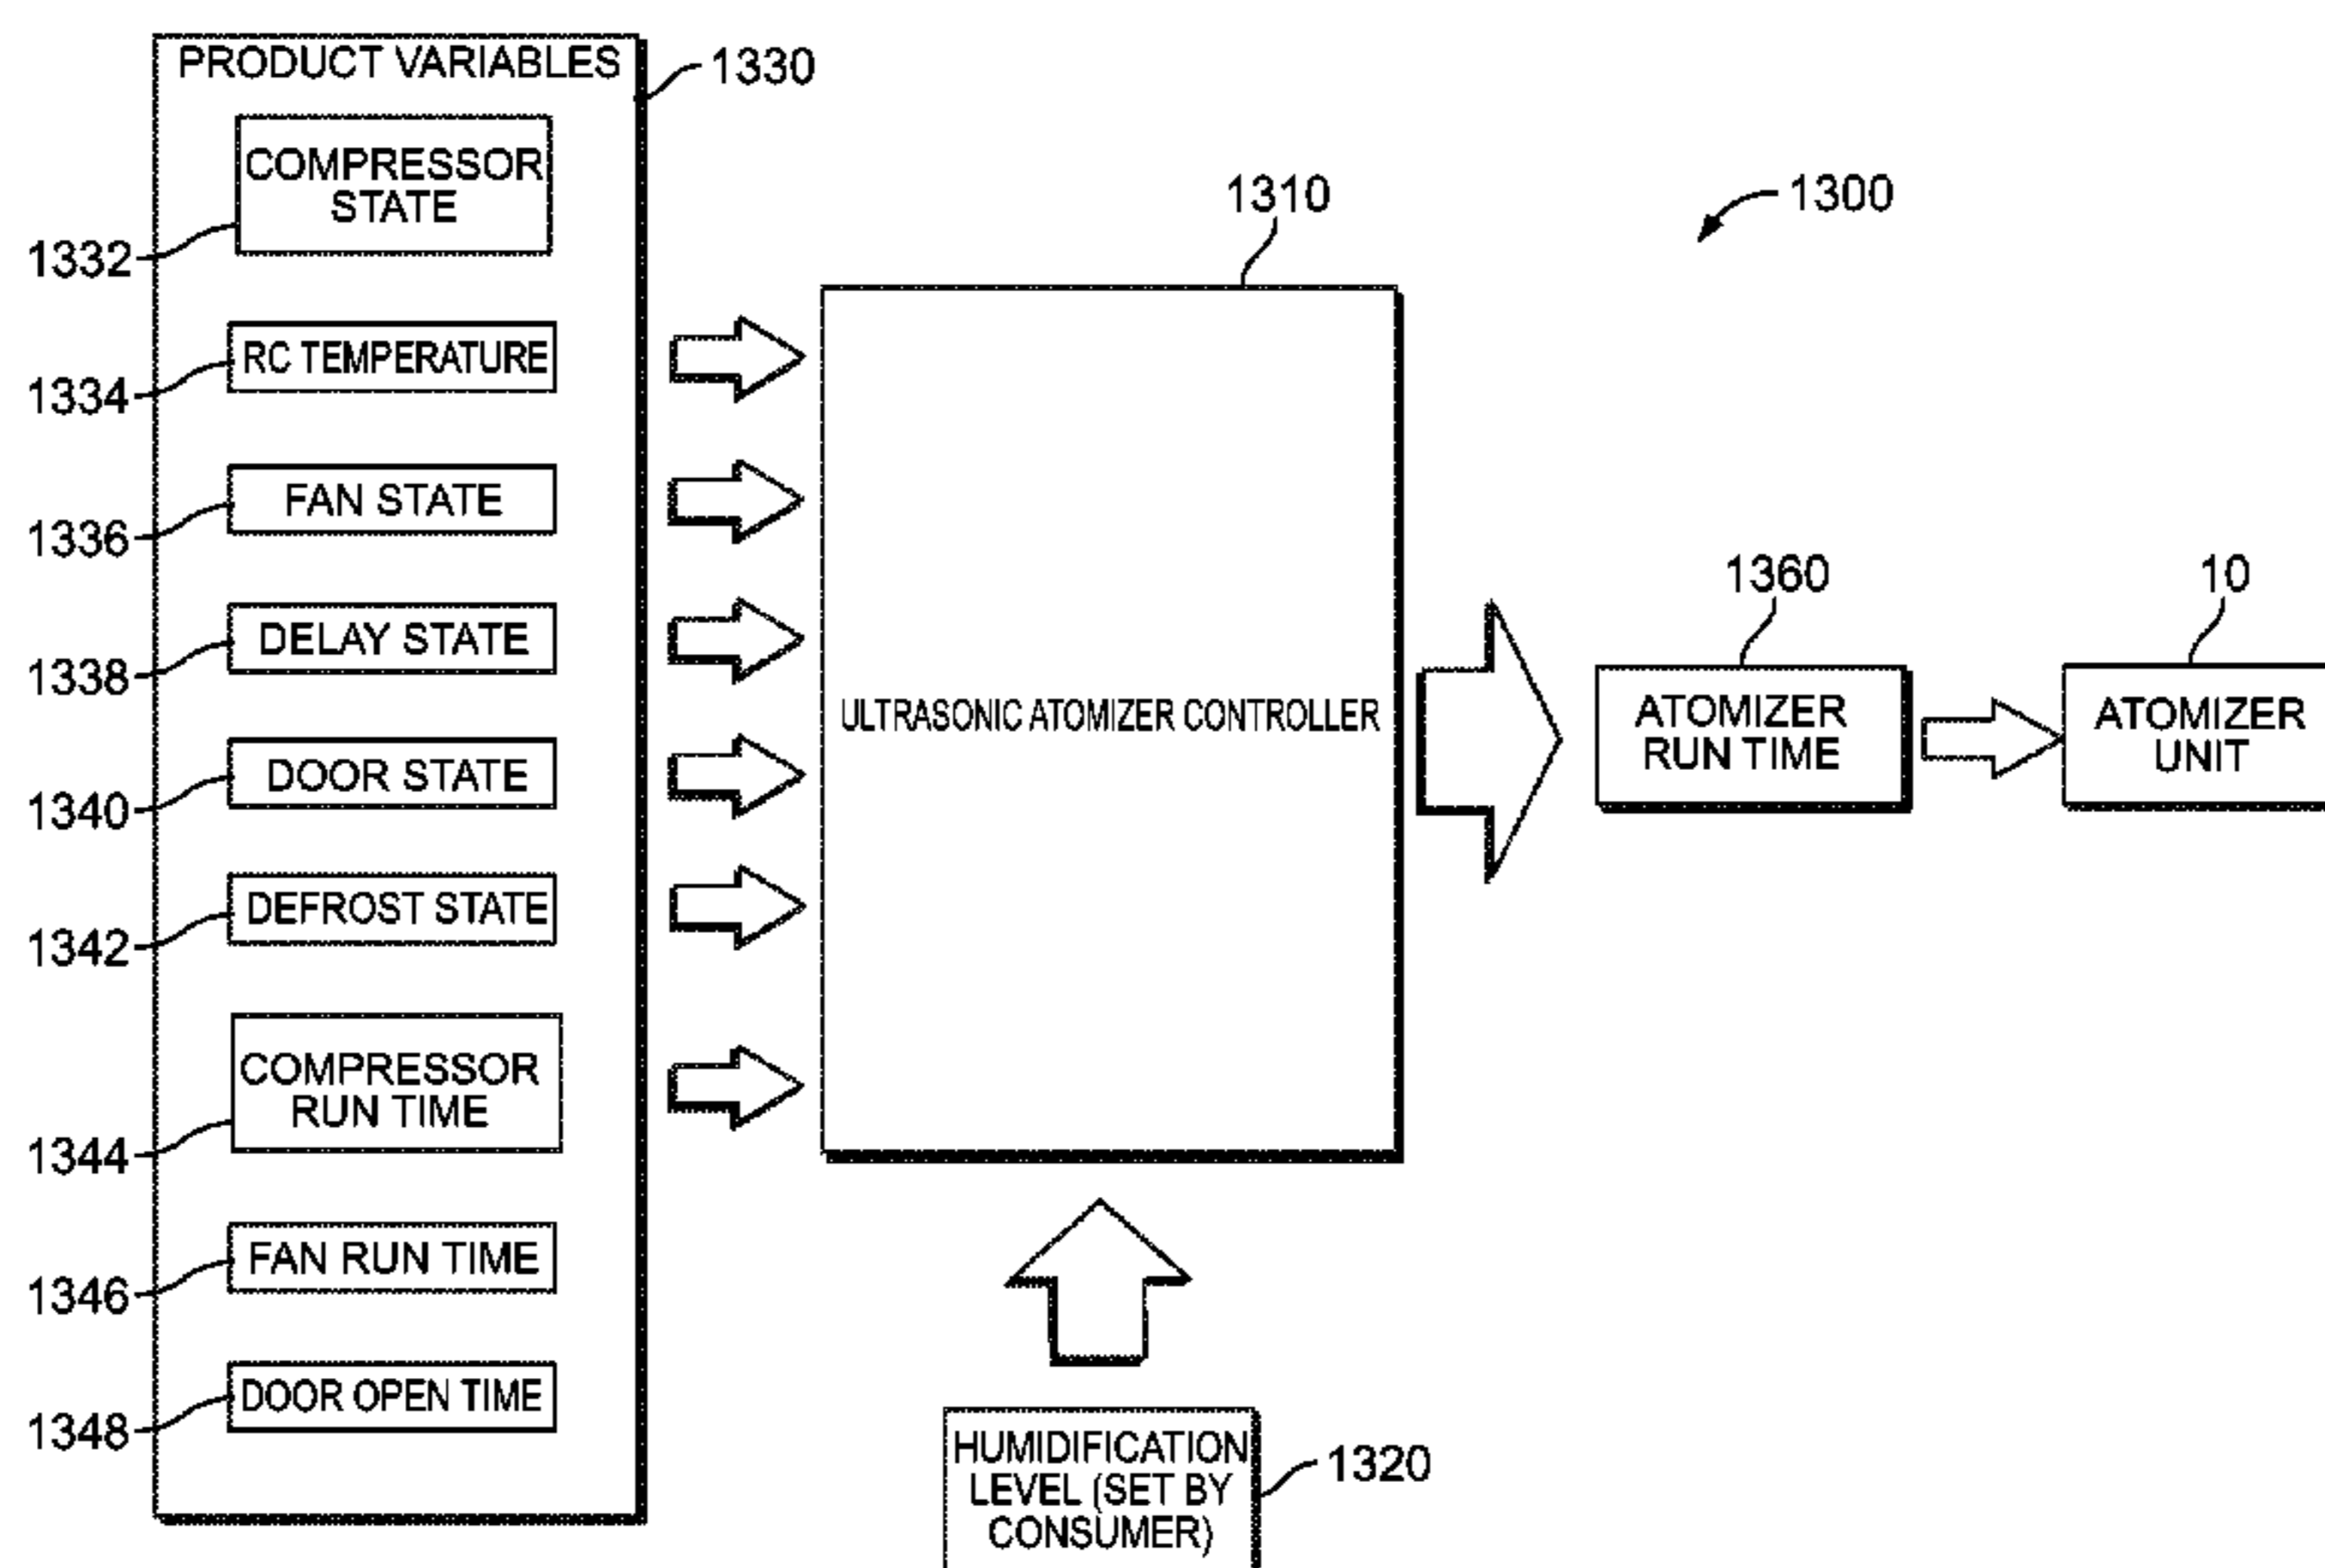 PRODUCT VARIABLES
1330
COMPRESSOR
STATE
1332
RC TEMPERATURE
1334
FAN STATE
1336
DELAY STATE
1338
DOOR STATE
1340
DEFROST STATE
1342
COMPRESSOR
RUN TIME
1344
FAN RUN TIME
1346
DOOR OPEN TIME
1348
1310
ULTRASONIC ATOMIZER CONTROLLER
HUMIDIFICATION
LEVEL (SET BY
CONSUMER)
1320
1300
1360
ATOMIZER
RUN TIME
10
ATOMIZER
UNIT